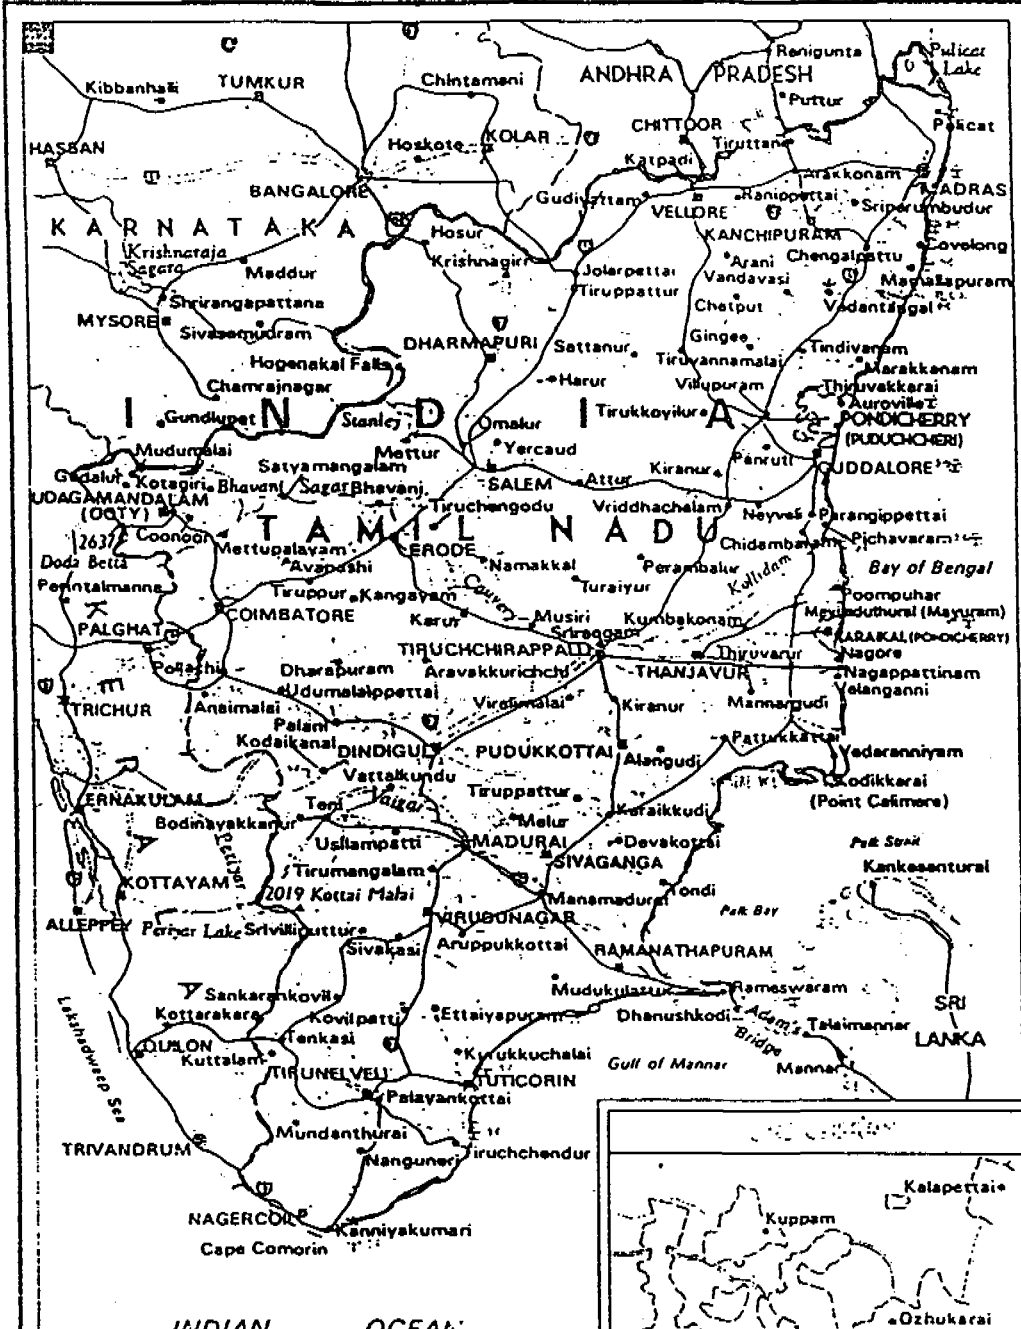 Renigunta
Pulicat
Lake
ANDHRA PRADESH
Chintamani
TUMKUR
Kibbanhalli
Puttur
Pulicat
CHITTOOR
KOLAR
Tiruttani
HASSAN
Hoskote
Katpadi
Arakkonam
BANGALORE
MADRAS
Gudiyattam
Ranippettai
VELLORE
Sriperumbudur
KARNATAKA
Hosur
KANCHIPURAM
Covelong
Krishnaraja
Sagara
Krishnagiri
Arani
Chengalpattu
Maddur
Jolarpettai
Vandavasi
Mamallapuram
Tiruppattur
Shrirangapattana
Chetput
Vedantangal
MYSORE
Sivasamudram
Gingee
DHARMAPURI
Sattanur
Tindivanam
Hogenakal Falls
Tiruvannamalai
Marakkanam
Chamrajnagar
Harur
Villupuram
Thiruvakkarai
Auroville
INDIA
Gundlupet
Stanley
Omalur
Tirukkoyilur
PONDICHERRY
(PUDUCHCHERI)
Mudumalai
Mettur
Yercaud
Panruti
Gudalur
Kotagiri
Satyamangalam
Kiranur
CUDDALORE
Bhavani Sagar
Bhavani
SALEM
Attur
UDAGAMANDALAM
(OOTY)
Tiruchengodu
Vriddhachalam
Neyveli
Parangippettai
TAMIL NADU
Coonoor
2637
Doda Betta
Mettupalayam
ERODE
Chidambaram
Pichavaram
Avanashi
Namakkal
Perambalur
Kollidam
Bay of Bengal
Perintalmanna
Tiruppur
Kangayam
Cauvery
Turaiyur
Poompuhar
COIMBATORE
Karur
Musiri
Kumbakonam
Mayiladuthurai (Mayuram)
PALGHAT
Srirangam
KARAIKAL (PONDICHERRY)
TIRUCHCHIRAPPALLI
Thiruvarur
Nagore
Pollachi
Dharapuram
Aravakkurichchi
THANJAVUR
Nagappattinam
Udumalaippettai
Velanganni
KERALA
TRICHUR
Anaimalai
Viralimalai
Kiranur
Mannargudi
Palani
Kodaikanal
DINDIGUL
PUDUKKOTTAI
Pattukkottai
Alangudi
Vedaranniyam
Vattalkundu
Kodikkarai
(Point Calimere)
ERNAKULAM
Teni
Vaigai
Tiruppattur
Karaikkudi
Bodinayakkanur
Melur
Usilampatti
MADURAI
Devakottai
Palk Strait
Periyar
SIVAGANGA
Kankesanturai
Tirumangalam
KOTTAYAM
2019 Kottai Malai
Manamadurai
Tondi
VIRUDUNAGAR
Palk Bay
ALLEPPEY
Periyar Lake
Srivilliputtur
Sivakasi
Aruppukkottai
RAMANATHAPURAM
Sankarankovil
Mudukulattur
Rameswaram
SRI
LANKA
Kottarakara
Kovilpatti
Ettaiyapuram
Dhanushkodi
Adam's
Bridge
Talaimannar
Lakshadweep Sea
QUILON
Tenkasi
Kuttalam
Kurukkuchalai
Gulf of Mannar
Mannar
TIRUNELVELI
TUTICORIN
Palayankottai
Mundanthurai
TRIVANDRUM
Tiruchchendur
Nanguneri
Kalapettai
NAGERCOIL
Kanniyakumari
Kuppam
Cape Comorin
Ozhukarai
INDIAN OCEAN